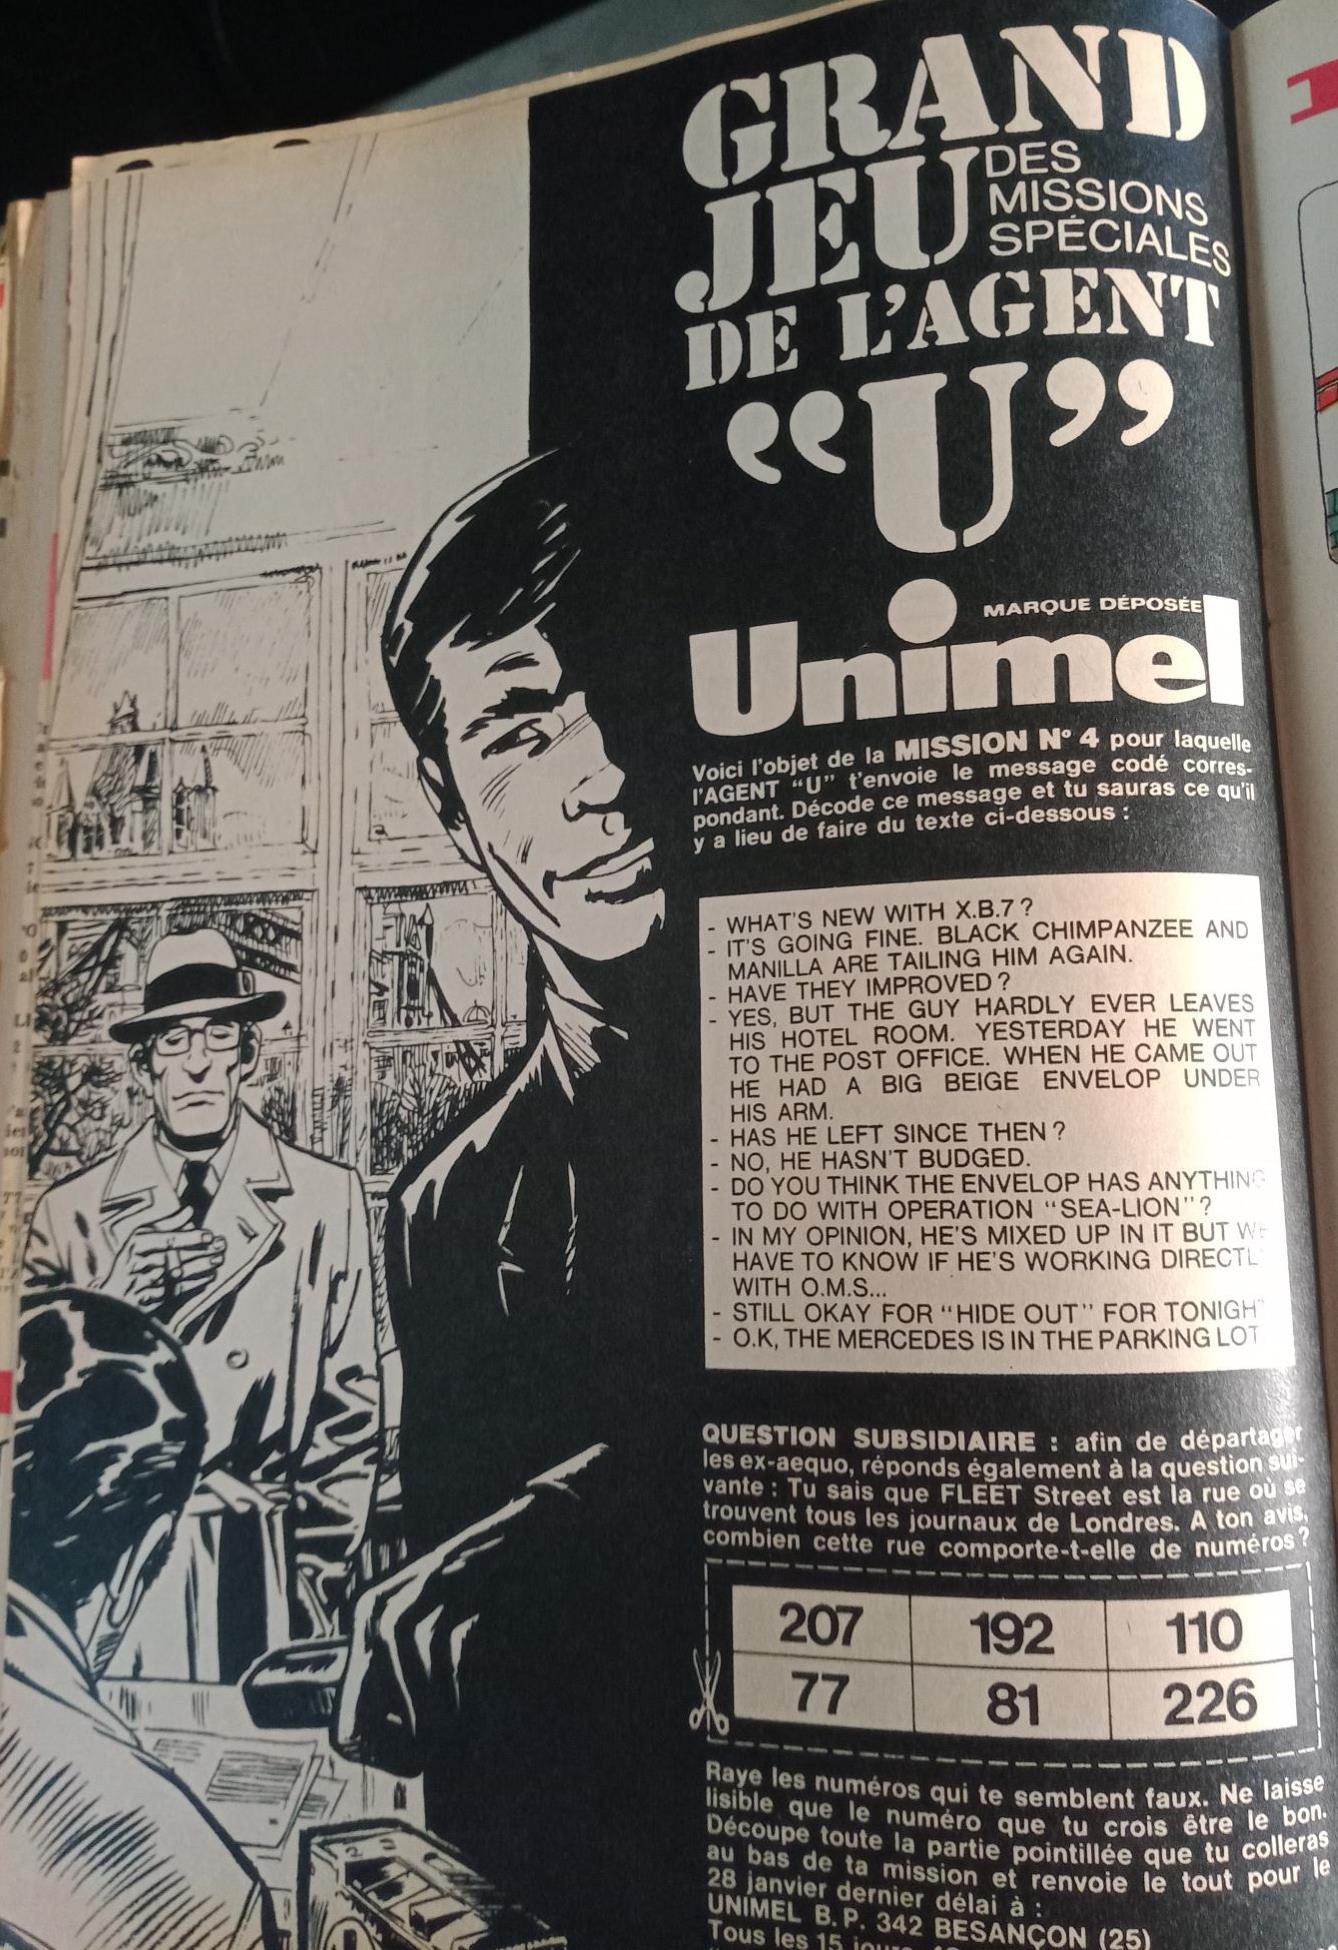 GRAND
JEU DES
MISSIONS
SPÉCIALES
DE L'AGENT
“U”
MARQUE DÉPOSÉE
Unimel
Voici l'objet de la MISSION N° 4 pour laquelle
l'AGENT “U” t'envoie le message codé corres-
pondant. Décode ce message et tu sauras ce qu'il
y a lieu de faire du texte ci-dessous :
- WHAT'S NEW WITH X.B.7 ?
- IT'S GOING FINE. BLACK CHIMPANZEE AND
MANILLA ARE TAILING HIM AGAIN.
- HAVE THEY IMPROVED ?
- YES, BUT THE GUY HARDLY EVER LEAVES
HIS HOTEL ROOM. YESTERDAY HE WENT
TO THE POST OFFICE. WHEN HE CAME OUT
HE HAD A BIG BEIGE ENVELOP UNDER
HIS ARM.
- HAS HE LEFT SINCE THEN ?
- NO, HE HASN'T BUDGED.
- DO YOU THINK THE ENVELOP HAS ANYTHING
TO DO WITH OPERATION “SEA-LION” ?
- IN MY OPINION, HE'S MIXED UP IN IT BUT WE
HAVE TO KNOW IF HE'S WORKING DIRECTL
WITH O.M.S...
- STILL OKAY FOR “HIDE OUT” FOR TONIGH
- O.K, THE MERCEDES IS IN THE PARKING LOT
QUESTION SUBSIDIAIRE : afin de départager
les ex-aequo, réponds également à la question sui-
vante : Tu sais que FLEET Street est la rue où se
trouvent tous les journaux de Londres. A ton avis,
combien cette rue comporte-t-elle de numéros ?
207 192 110
77 81 226
Raye les numéros qui te semblent faux. Ne laisse
lisible que le numéro que tu crois être le bon.
Découpe toute la partie pointillée que tu colleras
au bas de ta mission et renvoie le tout pour le
28 janvier dernier délai à :
UNIMEL B.P. 342 BESANÇON (25)
Tous les 15 jours